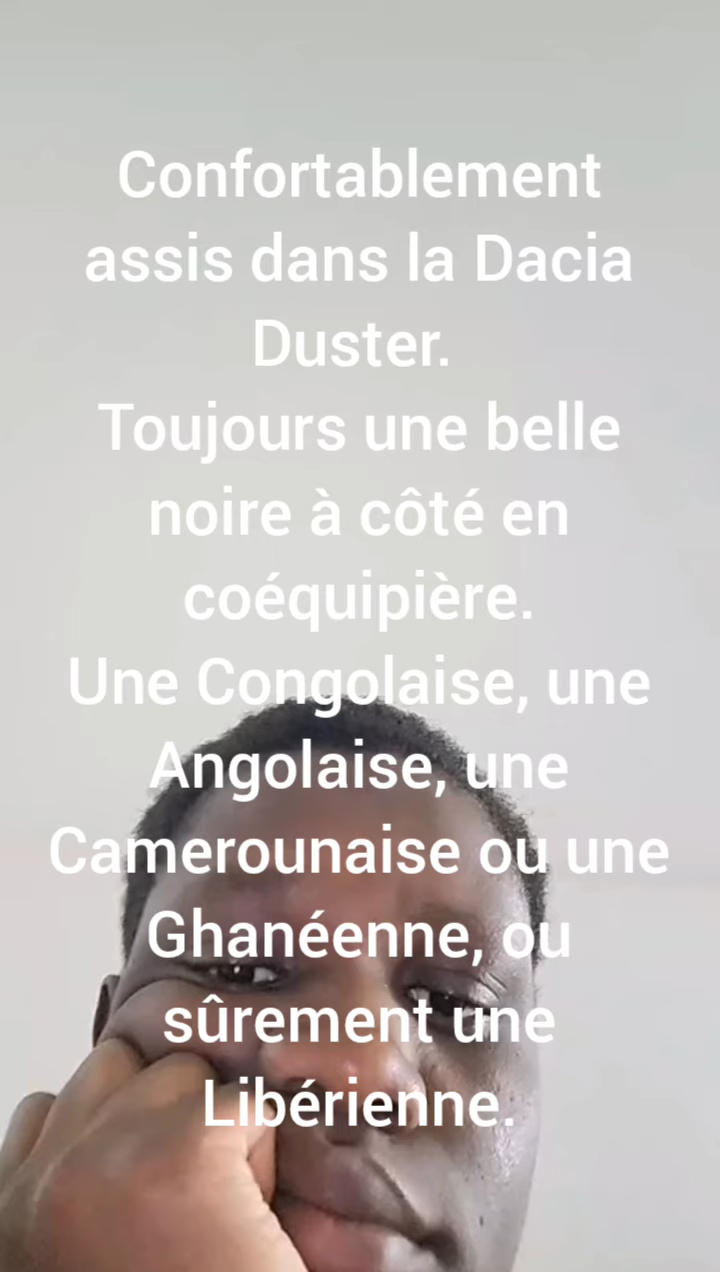 Confortablement
assis dans la Dacia
Duster.
Toujours une belle
noire à côté en
coéquipière.
Une Congolaise, une
Angolaise, une
Camerounaise ou une
Ghanéenne, ou
sûrement une
Libérienne.